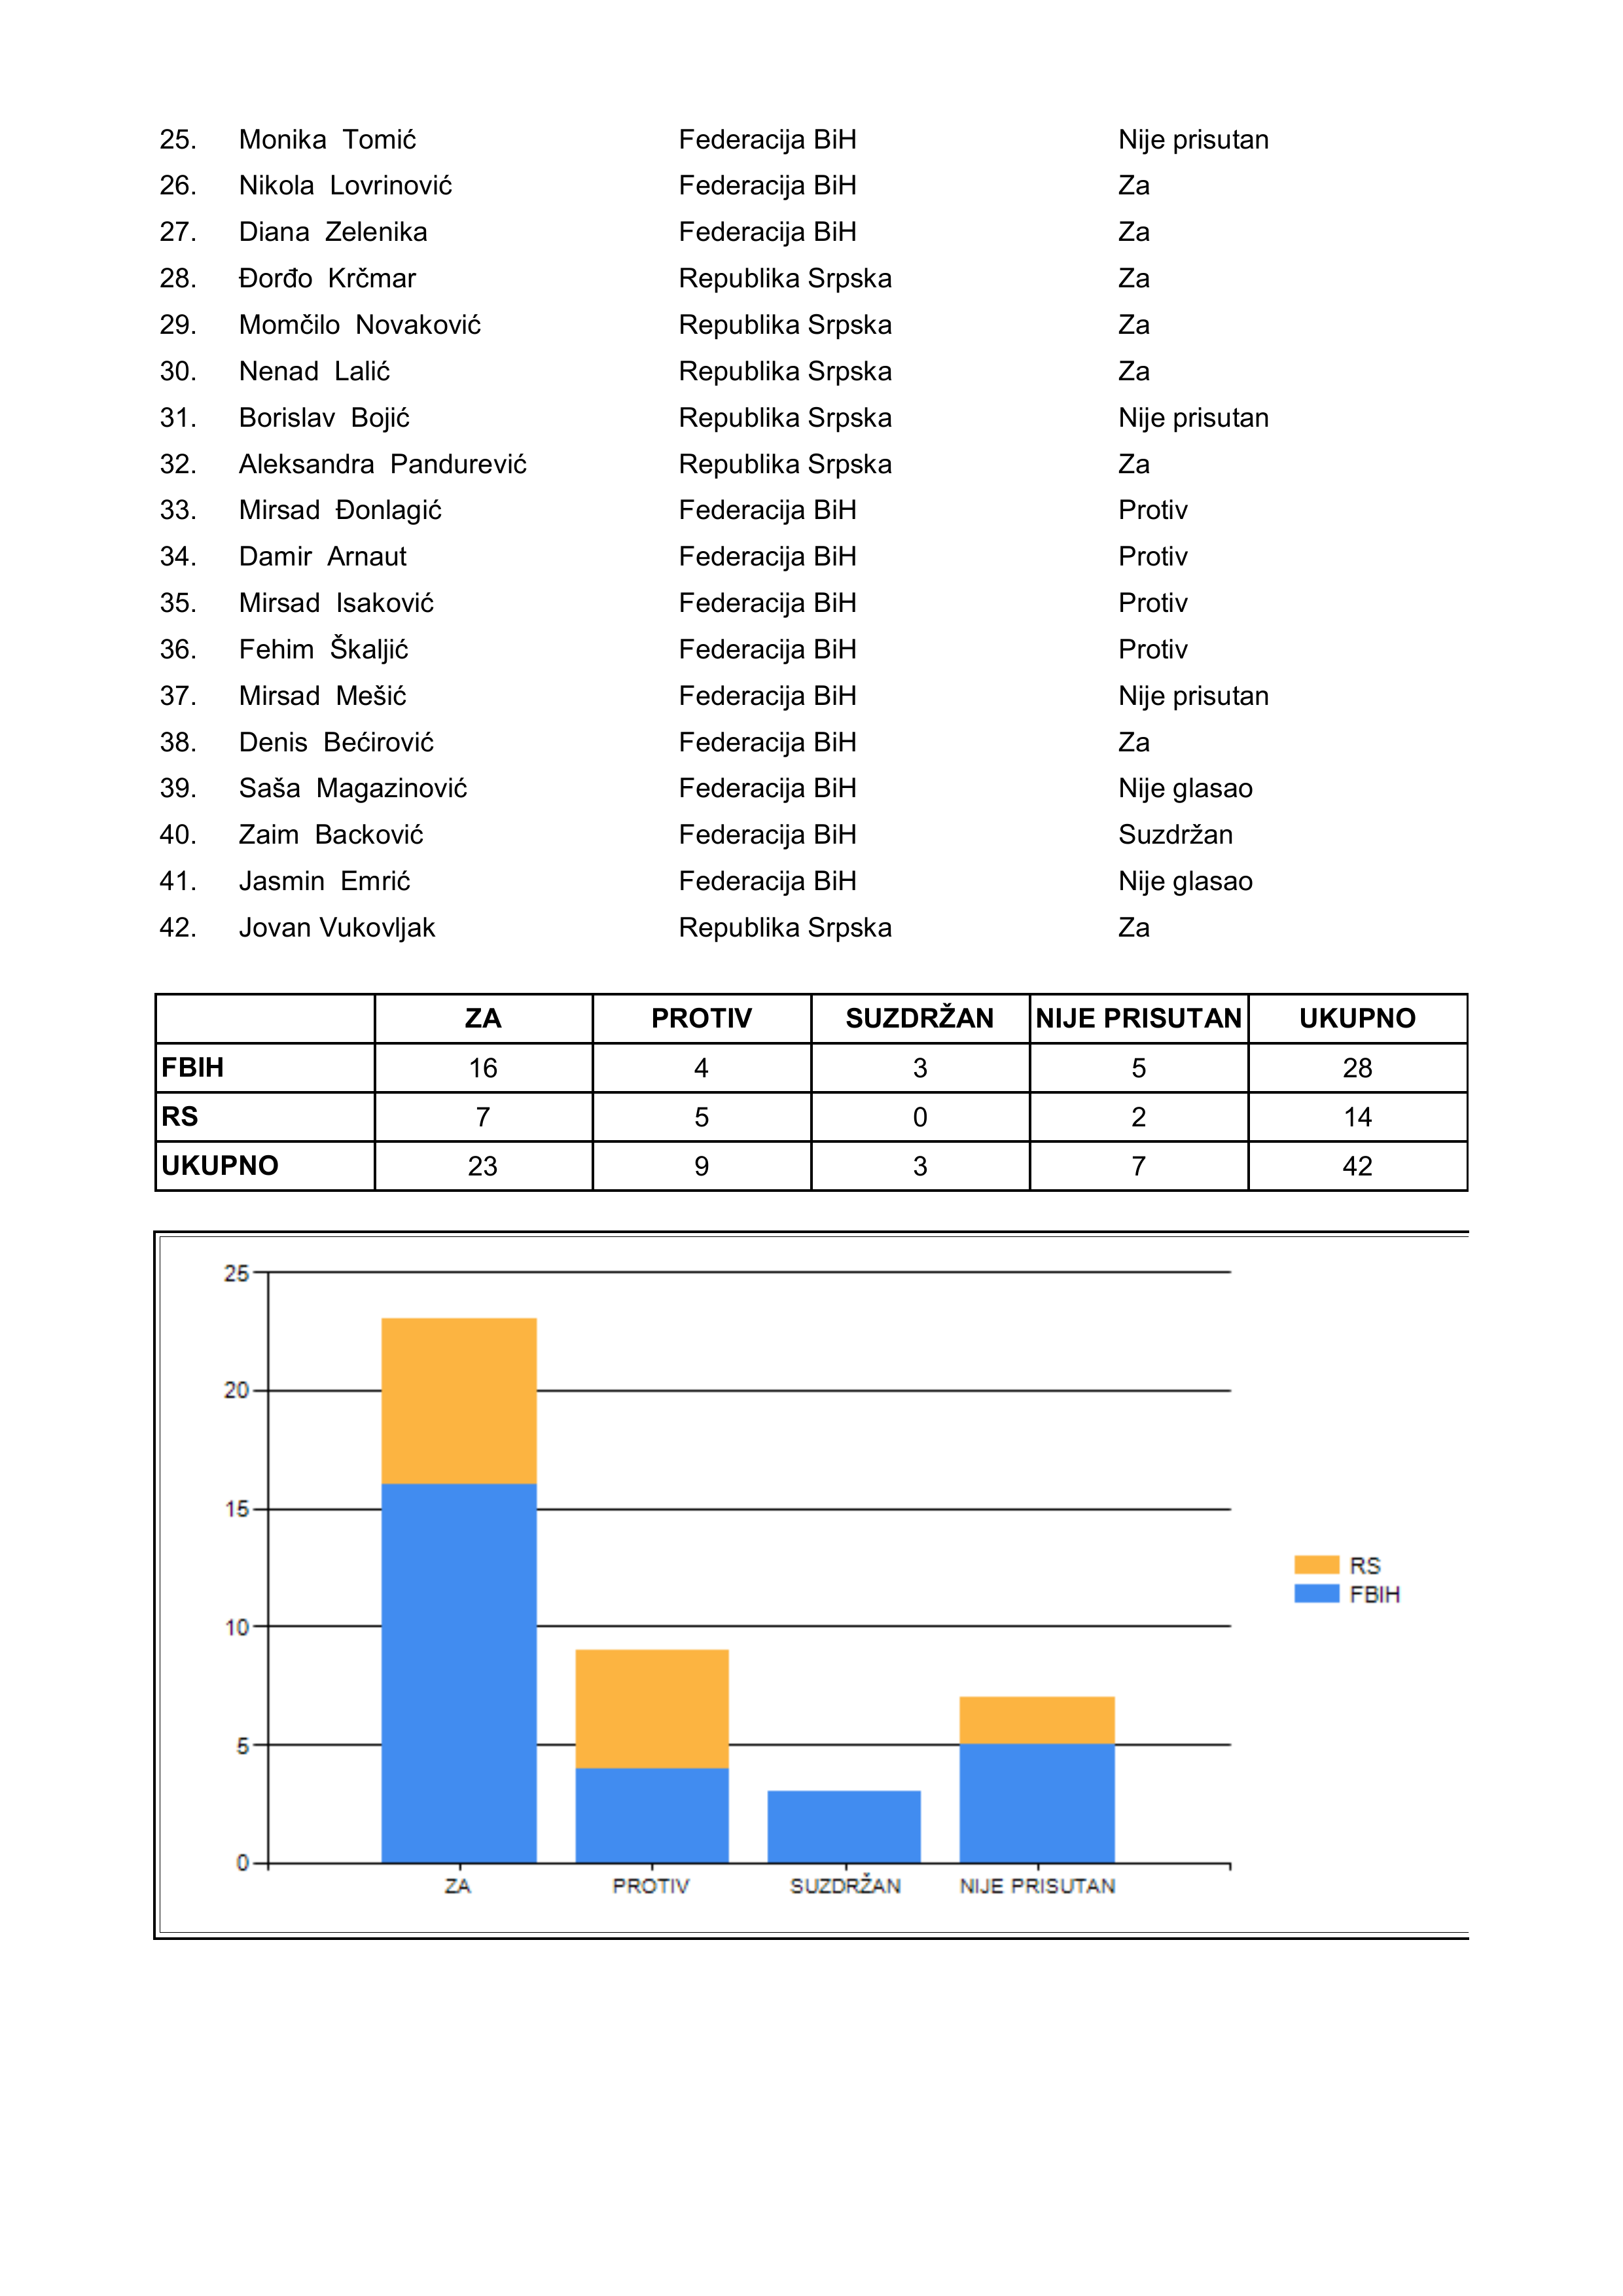 25. Monika Tomić Federacija BiH Nije prisutan
26. Nikola Lovrinović Federacija BiH Za
27. Diana Zelenika Federacija BiH Za
28. Đorđo Krčmar Republika Srpska Za
29. Momčilo Novaković Republika Srpska Za
30. Nenad Lalić Republika Srpska Za
31. Borislav Bojić Republika Srpska Nije prisutan
32. Aleksandra Pandurević Republika Srpska Za
33. Mirsad Đonlagić Federacija BiH Protiv
34. Damir Arnaut Federacija BiH Protiv
35. Mirsad Isaković Federacija BiH Protiv
36. Fehim Škaljić Federacija BiH Protiv
37. Mirsad Mešić Federacija BiH Nije prisutan
38. Denis Bećirović Federacija BiH Za
39. Saša Magazinović Federacija BiH Nije glasao
40. Zaim Backović Federacija BiH Suzdržan
41. Jasmin Emrić Federacija BiH Nije glasao
42. Jovan Vukovljak Republika Srpska Za
ZA PROTIV SUZDRŽAN NIJE PRISUTAN UKUPNO
FBIH 16 4 3 5 28
RS 7 5 0 2 14
UKUPNO 23 9 3 7 42
25
20
15
10
5
0
ZA PROTIV SUZDRŽAN NIJE PRISUTAN
RS
FBIH